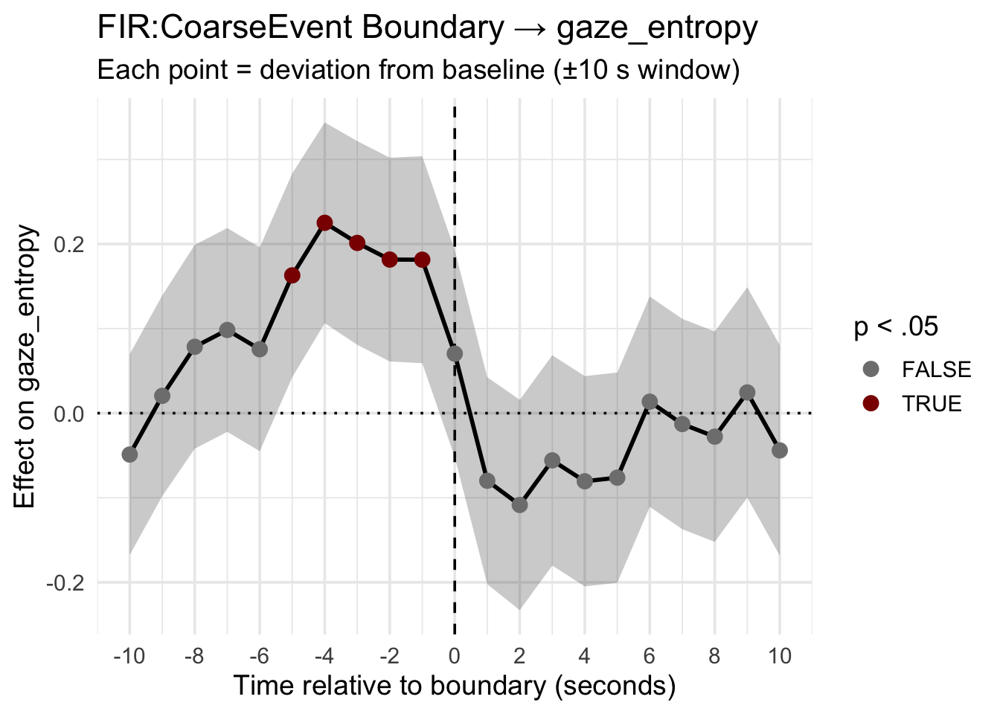 FIR:CoarseEvent Boundary → gaze_entropy
Each point = deviation from baseline (±10 s window)
Effect on gaze_entropy
0.2
0.0
-0.2
-10 -8 -6 -4 -2 0 2 4 6 8 10
Time relative to boundary (seconds)
p < .05
FALSE
TRUE